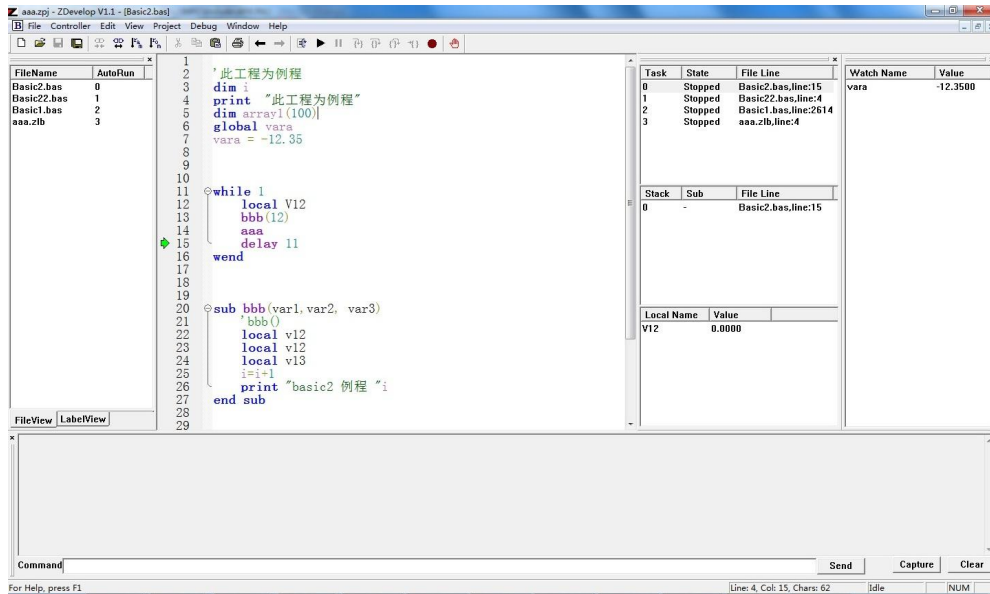 aaa.zpj - ZDevelop V1.1 - [Basic2.bas]
B File Controller Edit View Project Debug Window Help
FileName AutoRun
Basic2.bas 0
Basic22.bas 1
Basic1.bas 2
aaa.zlb 3
FileView LabelView
1
2 '此工程为例程
3 dim i
4 print "此工程为例程"
5 dim array1(100)
6 global vara
7 vara = -12.35
8
9
10
11 while 1
12 local V12
13 bbb(12)
14 aaa
15 delay 11
16 wend
17
18
19
20 sub bbb(var1,var2, var3)
21 'bbb()
22 local v12
23 local v12
24 local v13
25 i=i+1
26 print "basic2 例程 "i
27 end sub
28
29
Task State File Line
0 Stopped Basic2.bas,line:15
1 Stopped Basic22.bas,line:4
2 Stopped Basic1.bas,line:2614
3 Stopped aaa.zlb,line:4
Stack Sub File Line
0 - Basic2.bas,line:15
Local Name Value
V12 0.0000
Watch Name Value
vara -12.3500
Command Send Capture Clear
For Help, press F1 Line: 4, Col: 15, Chars: 62 Idle NUM